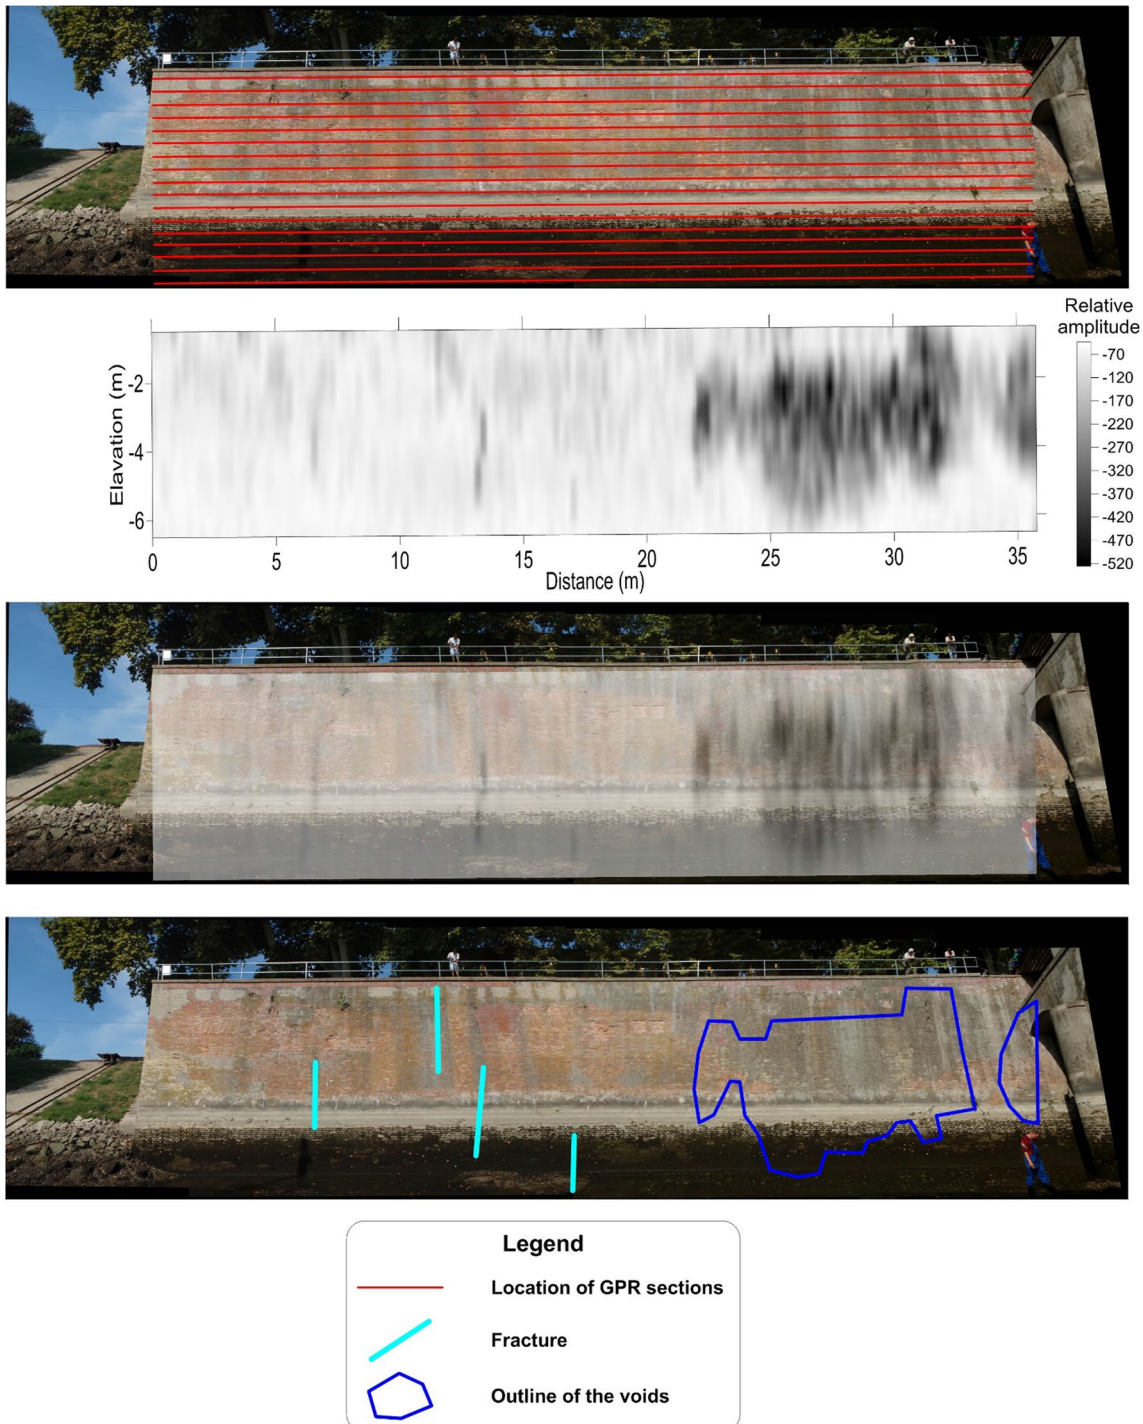 Relative
amplitude
-70
-120
-170
-220
-270
-320
-370
-420
-470
-520
Elavation (m)
-2
-4
-6
0 5 10 15 20 25 30 35
Distance (m)
Legend
Location of GPR sections
Fracture
Outline of the voids